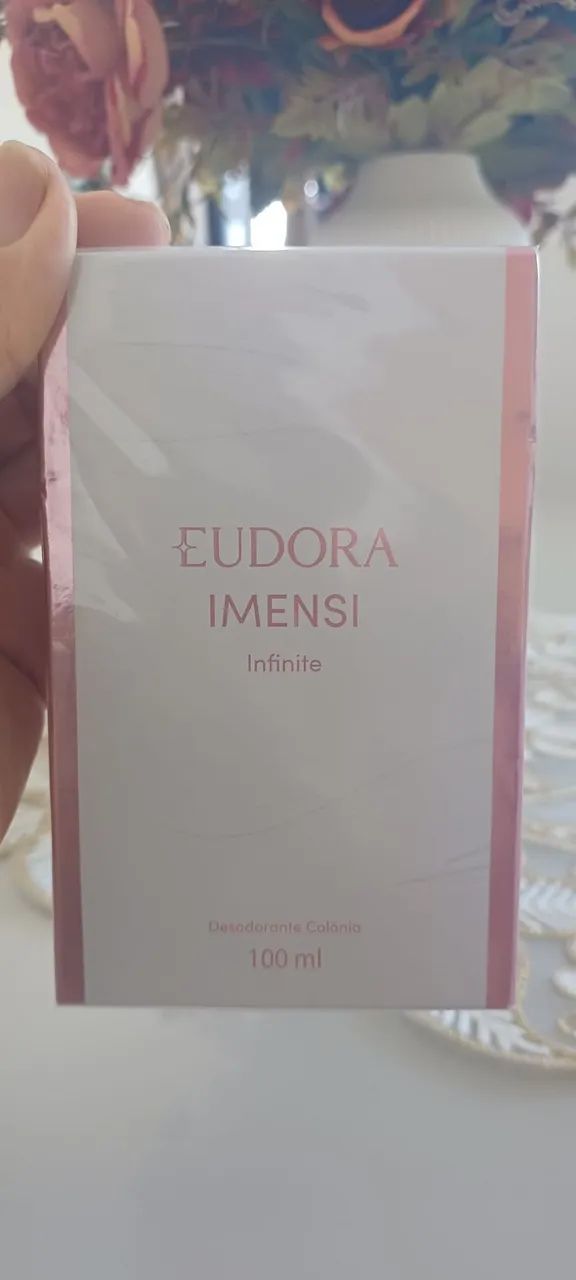 EUDORA
IMENSI
Infinite
Desodorante Colônia
100 ml